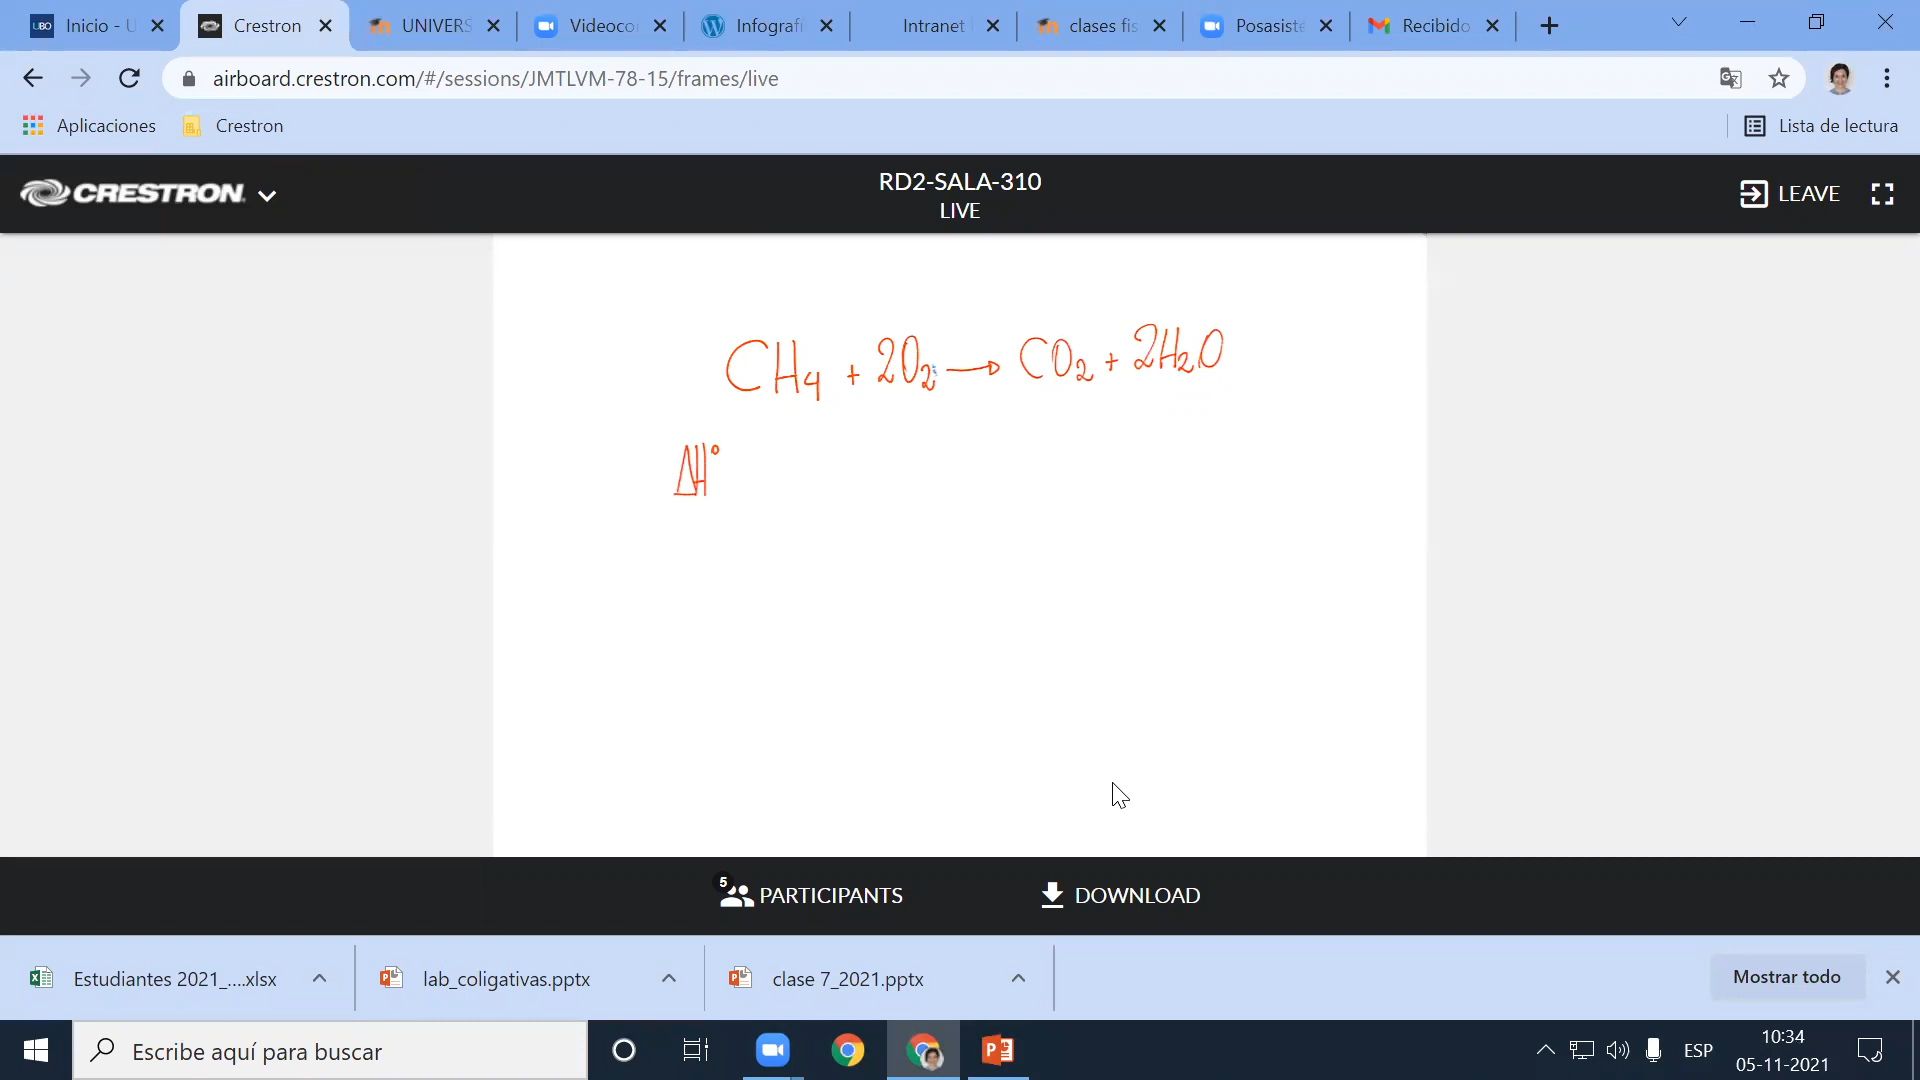 Inicio - U
Crestron
UNIVERS
Videoco
Infografí
Intranet
clases fis
Posasiste
Recibido
airboard.crestron.com/#/sessions/JMTLVM-78-15/frames/live
Aplicaciones
Crestron
Lista de lectura
CRESTRON
RD2-SALA-310
LIVE
LEAVE
CH₄ + 2O₂ → CO₂ + 2H₂O
ΔH°
5
PARTICIPANTS
DOWNLOAD
Estudiantes 2021_....xlsx
lab_coligativas.pptx
clase 7_2021.pptx
Mostrar todo
Escribe aquí para buscar
ESP
10:34
05-11-2021